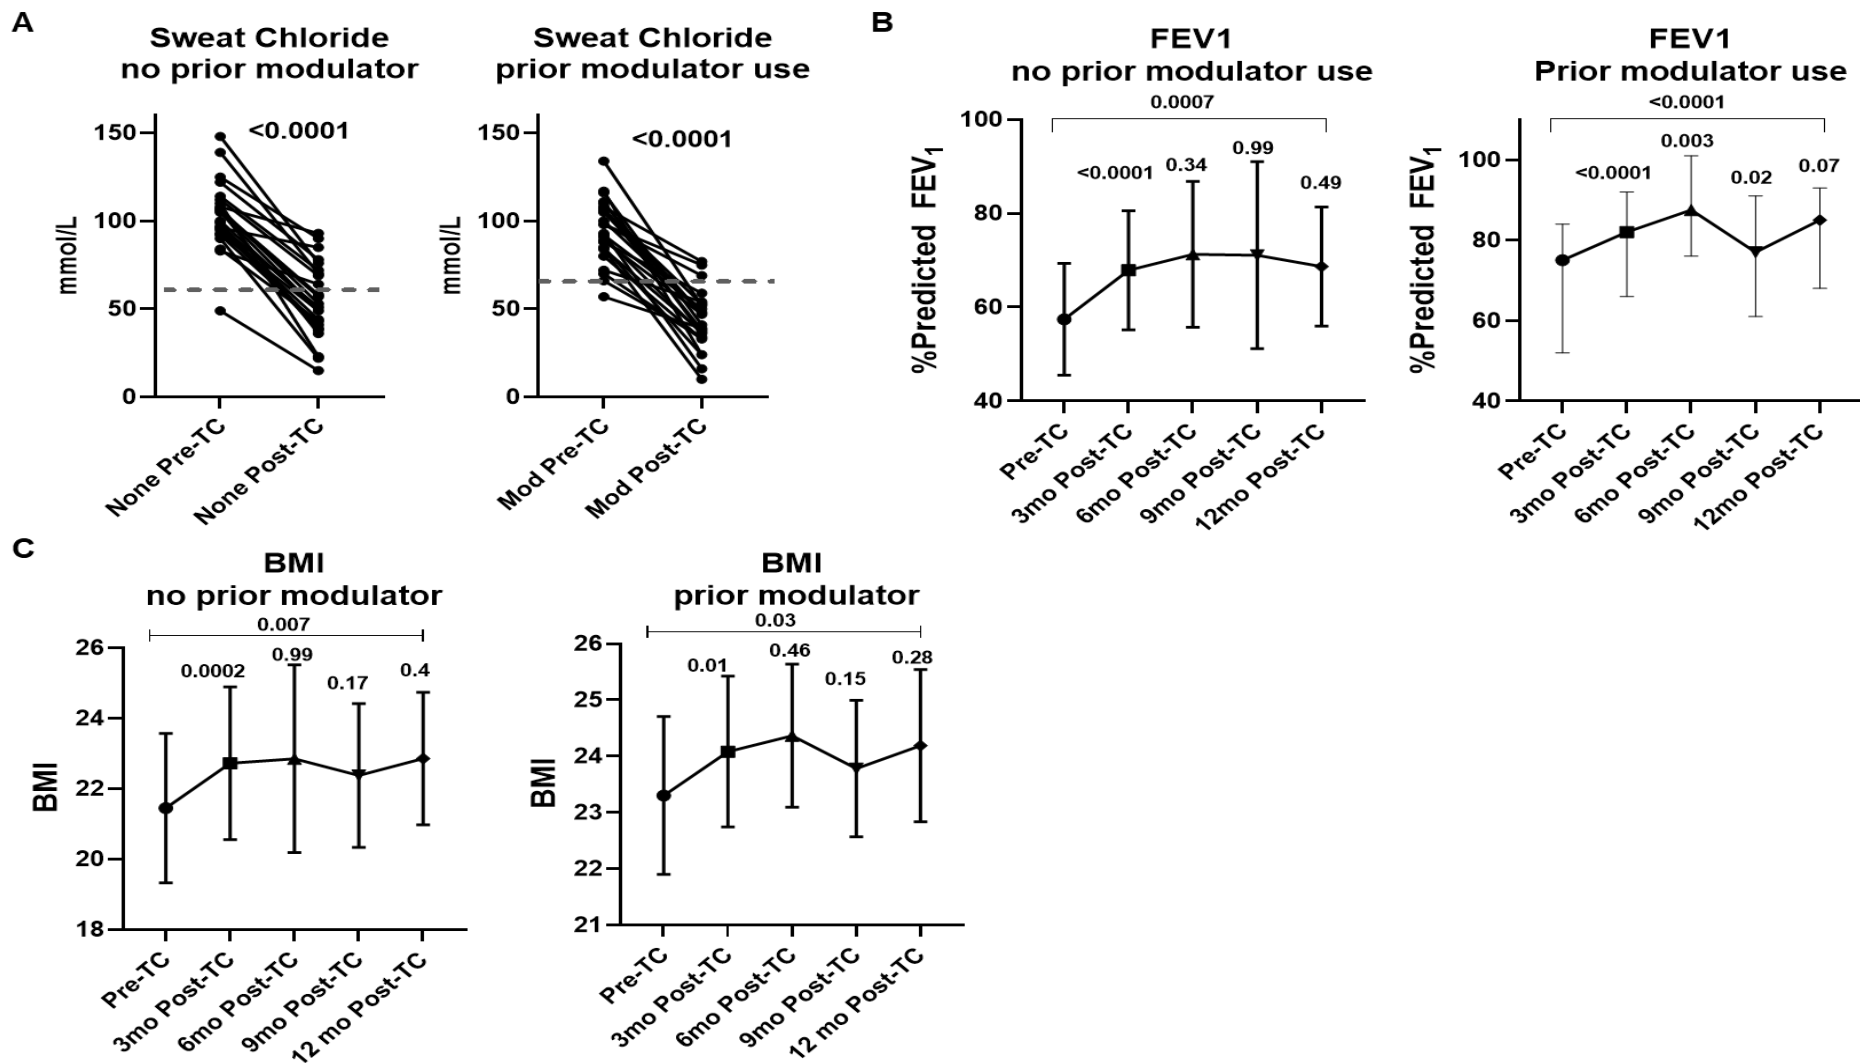 A
Sweat Chloride
no prior modulator
<0.0001
150
100
50
0
mmol/L
None Pre-TC
None Post-TC
Sweat Chloride
prior modulator use
<0.0001
150
100
50
0
mmol/L
Mod Pre-TC
Mod Post-TC
B
FEV1
no prior modulator use
0.0007
<0.0001
0.34
0.99
0.49
100
80
60
40
%Predicted FEV1
Pre-TC
3mo Post-TC
6mo Post-TC
9mo Post-TC
12mo Post-TC
FEV1
Prior modulator use
<0.0001
<0.0001
0.003
0.02
0.07
100
80
60
40
%Predicted FEV1
Pre-TC
3mo Post-TC
6mo Post-TC
9mo Post-TC
12mo Post-TC
C
BMI
no prior modulator
0.007
0.0002
0.99
0.17
0.4
26
24
22
20
18
BMI
Pre-TC
3mo Post-TC
6mo Post-TC
9mo Post-TC
12 mo Post-TC
BMI
prior modulator
0.03
0.01
0.46
0.15
0.28
26
25
24
23
22
21
BMI
Pre-TC
3mo Post-TC
6mo Post-TC
9mo Post-TC
12 mo Post-TC